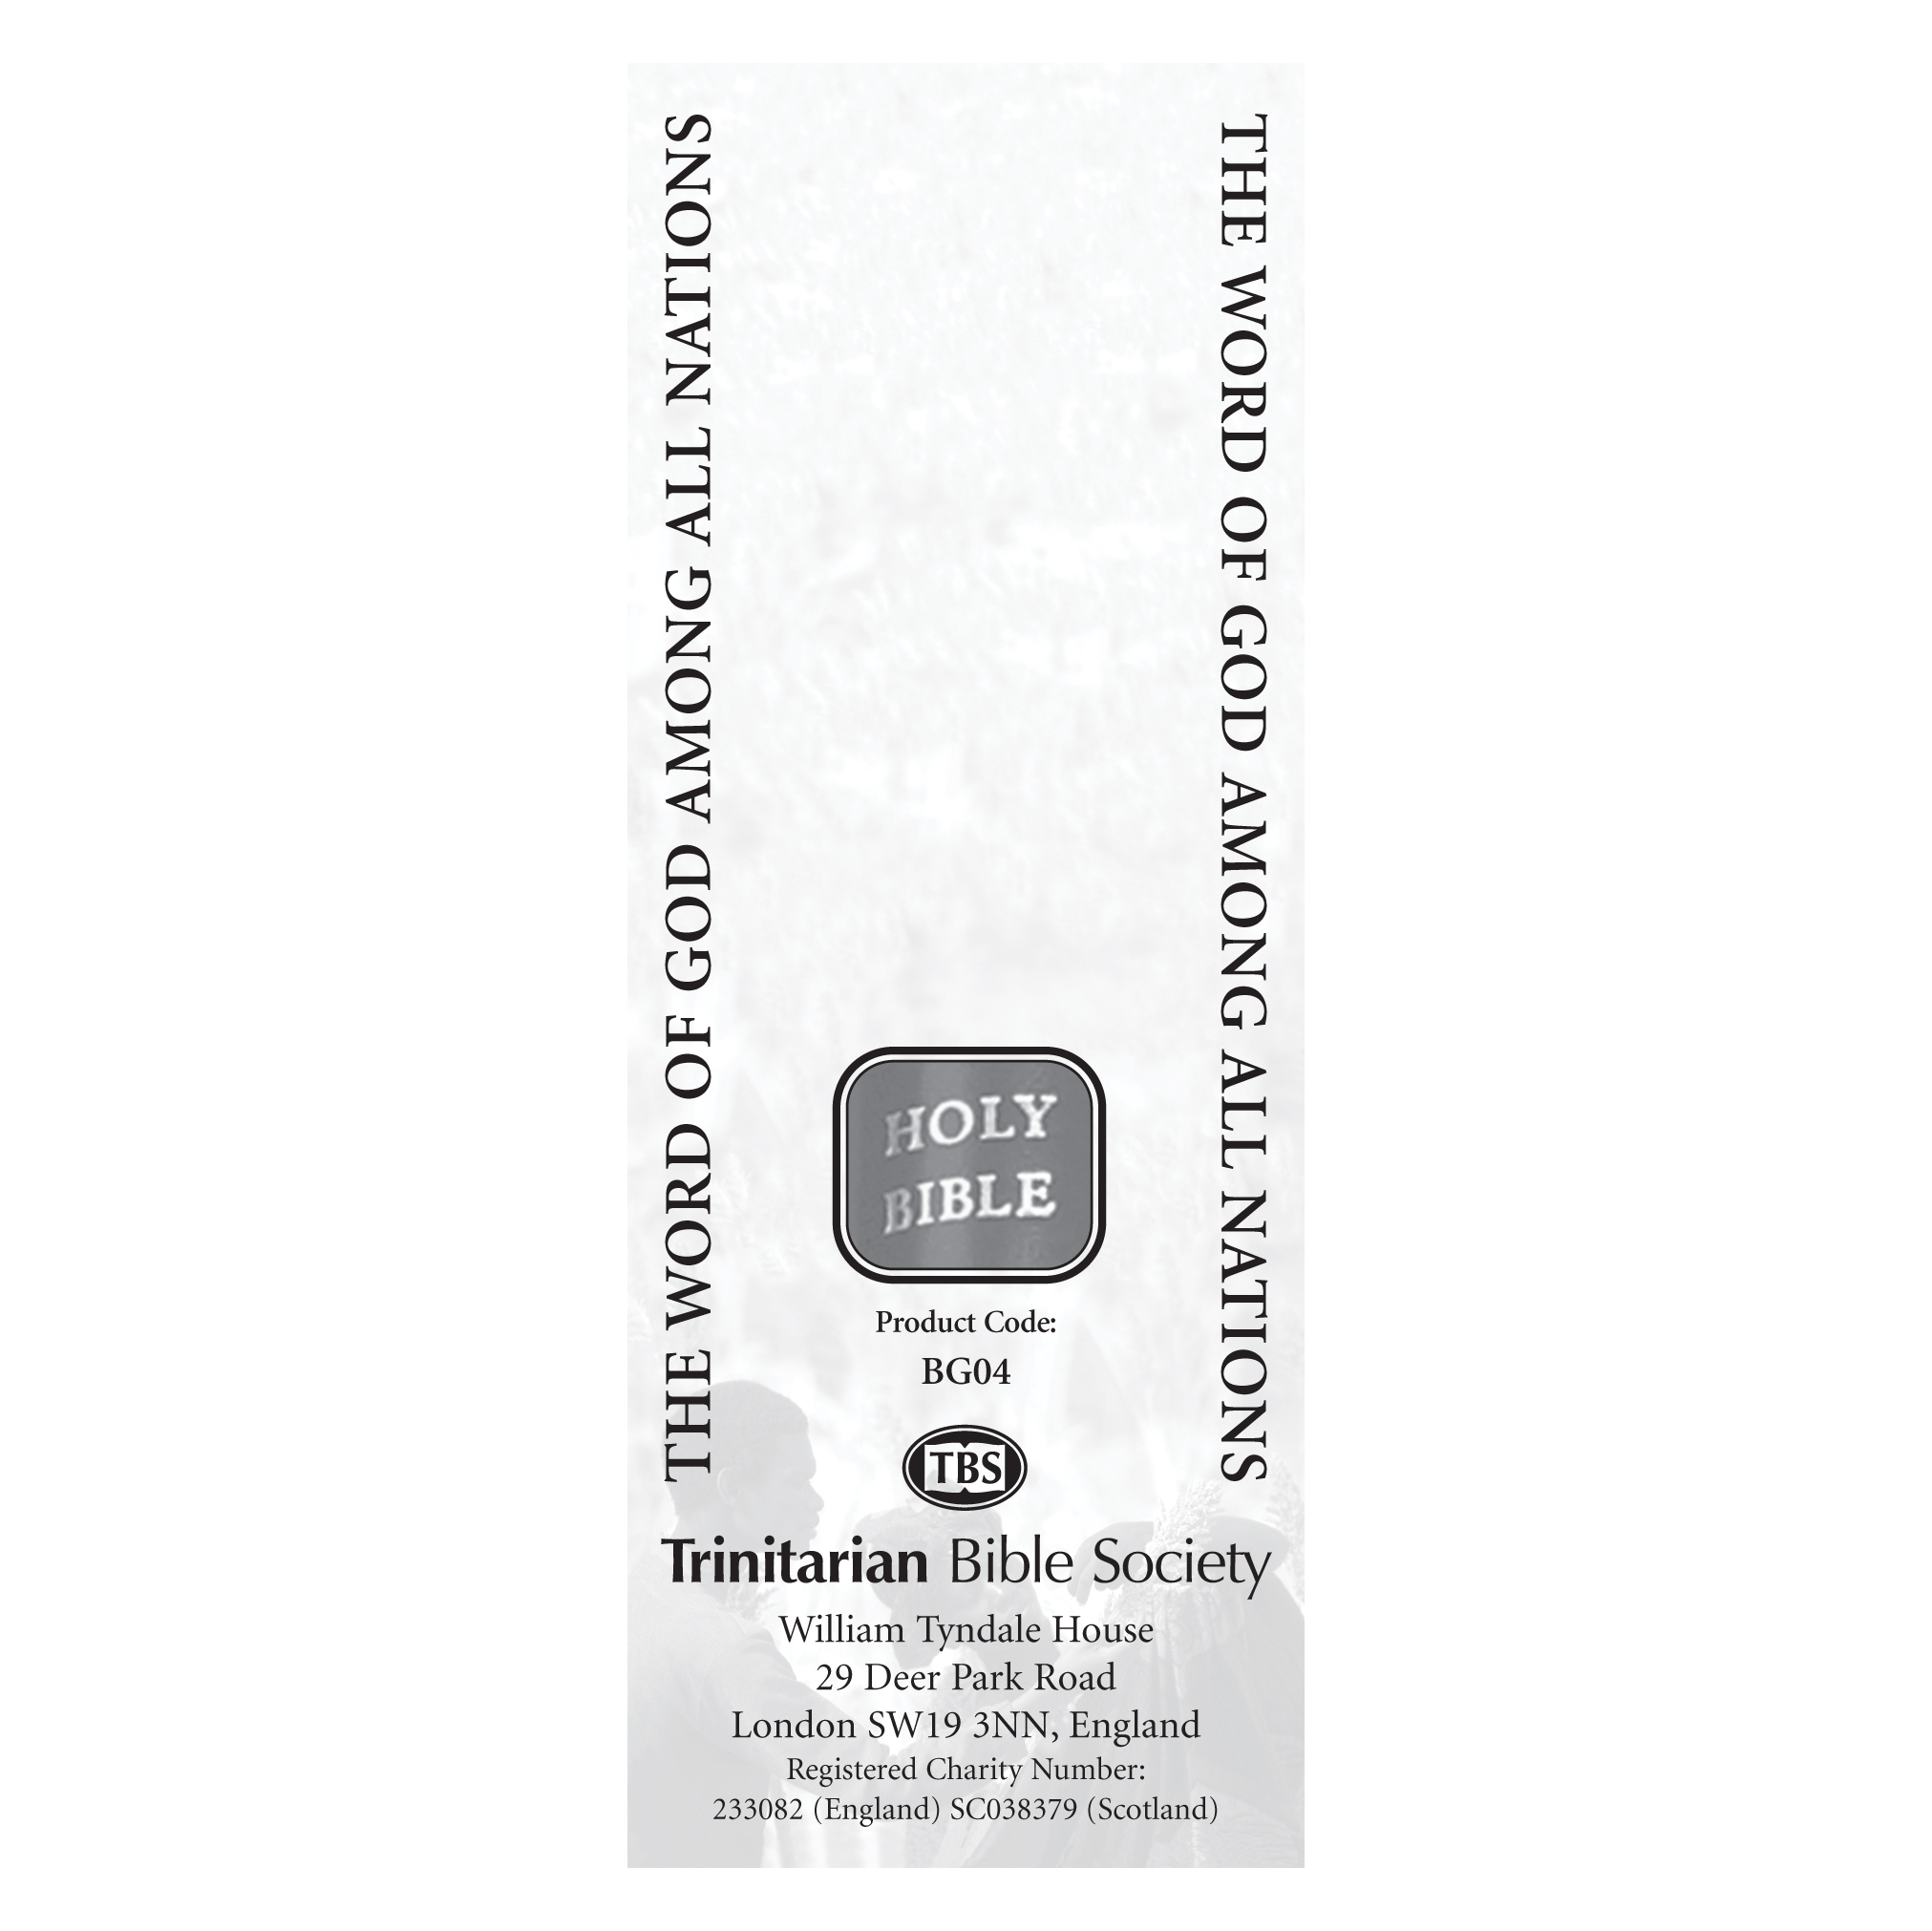 THE WORD OF GOD AMONG ALL NATIONS
THE WORD OF GOD AMONG ALL NATIONS
HOLY
BIBLE
Product Code:
BG04
TBS
Trinitarian Bible Society
William Tyndale House
29 Deer Park Road
London SW19 3NN, England
Registered Charity Number:
233082 (England) SC038379 (Scotland)